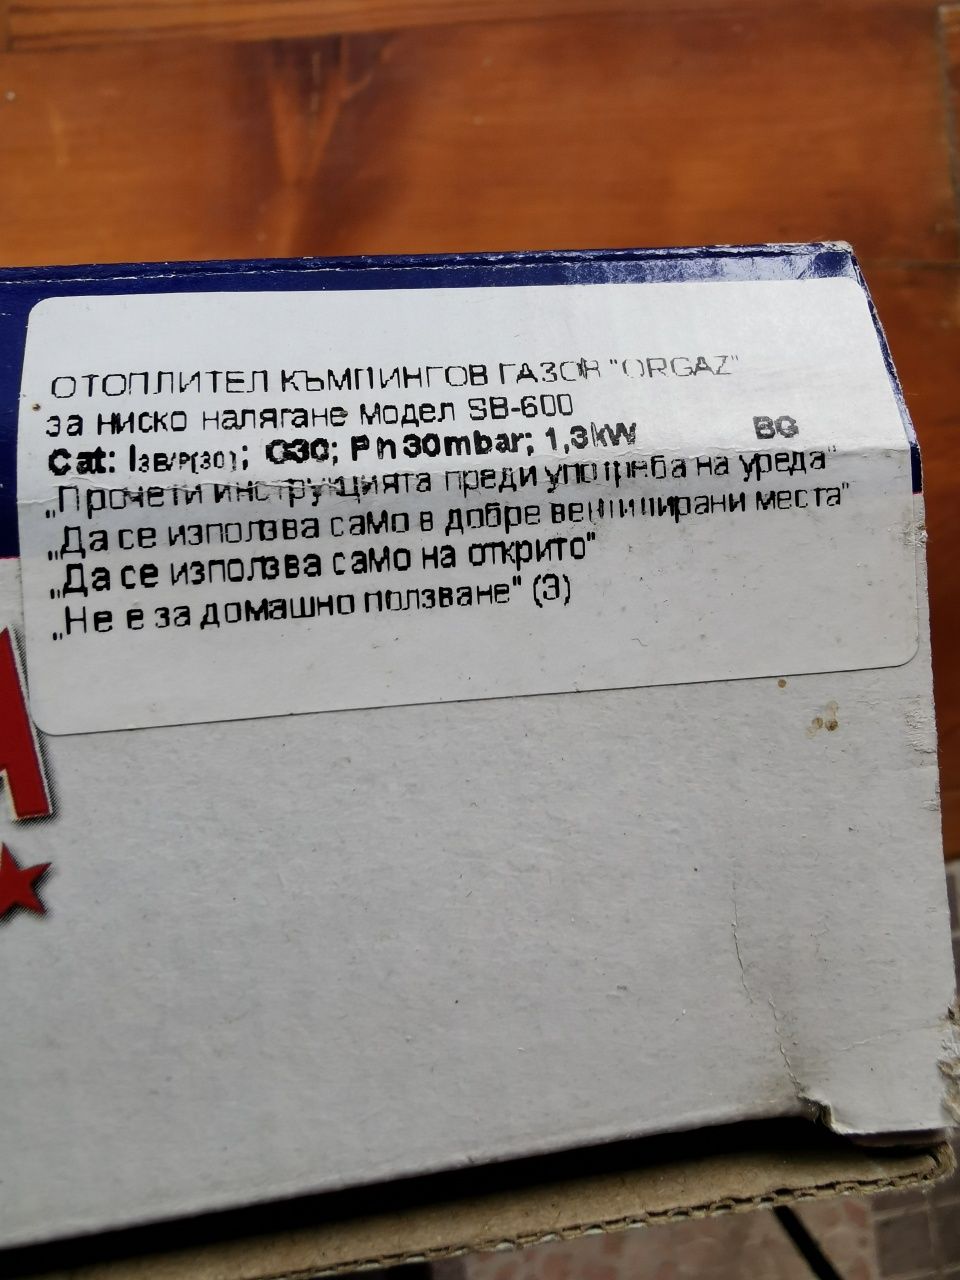 ОТОПЛИТЕЛ КЪМПИНГОВ ГАЗОВ "ORGAZ"
за ниско налягане модел SB-600
Cat: I3B/P(30); G30; Pn 30mbar; 1,3kW BG
„Прочети инструкцията преди употреба на уреда"
„Да се използва само в добре вентилирани места"
„Да се използва само на открито"
„Не е за домашно ползване" (3)